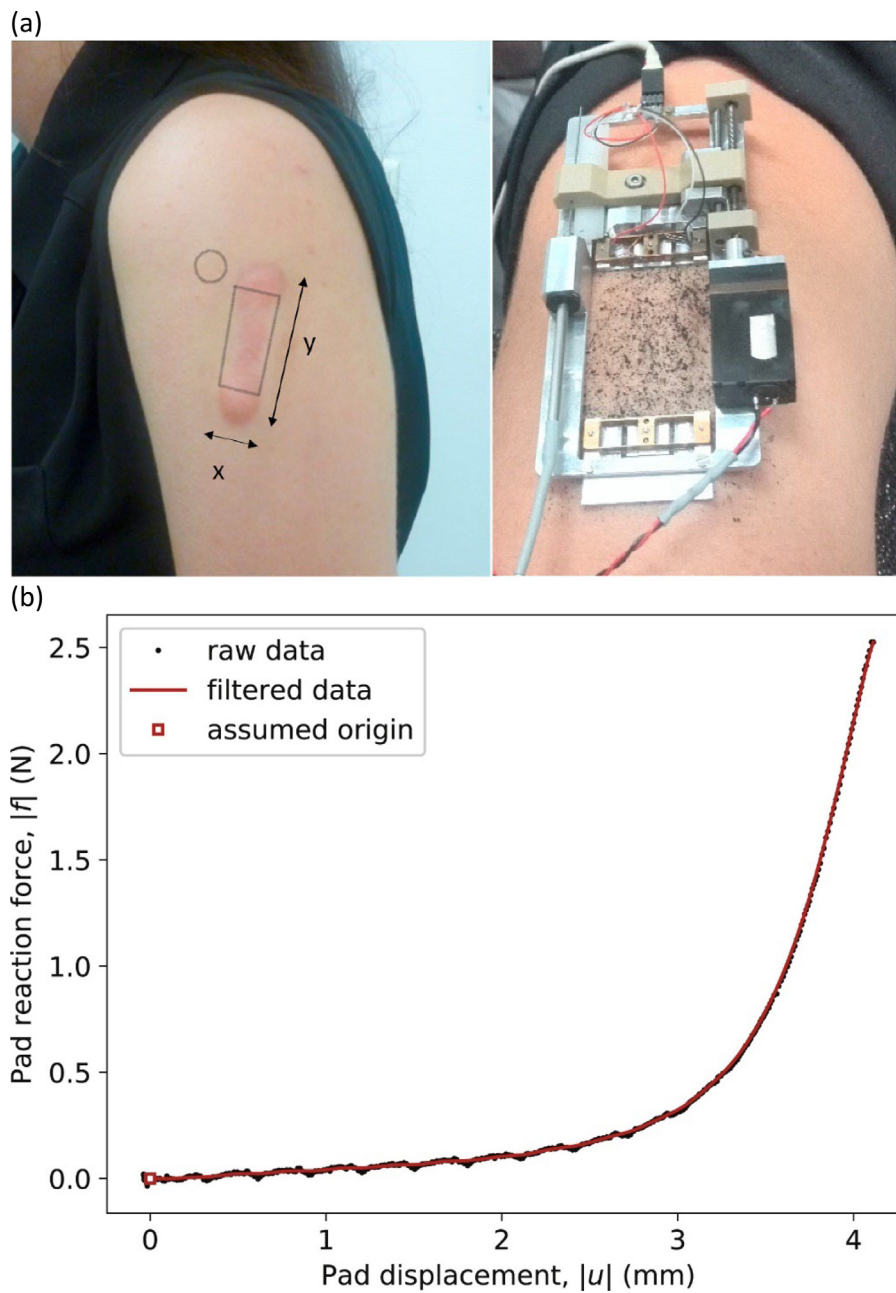 (a)
y
x
(b)
2.5
2.0
1.5
1.0
0.5
0.0
Pad reaction force, |f| (N)
raw data
filtered data
assumed origin
0 1 2 3 4
Pad displacement, |u| (mm)